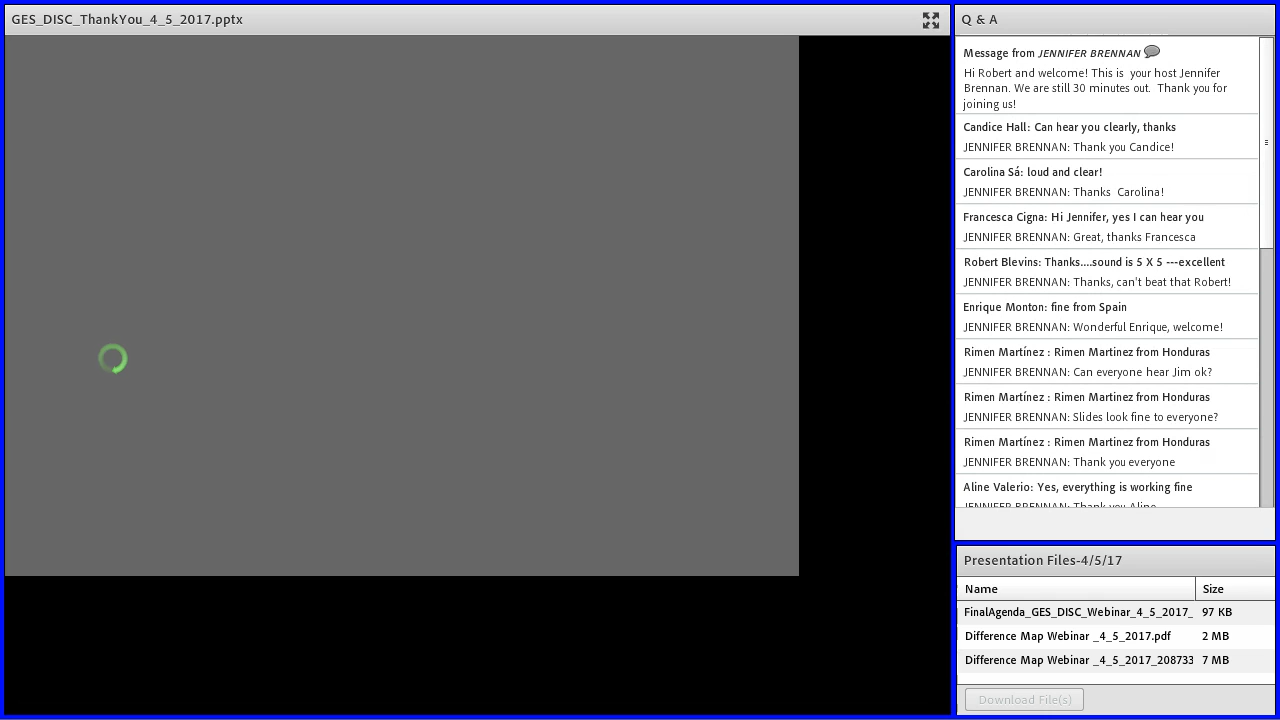 GES_DISC_ThankYou_4_5_2017.pptx
Q & A
Message from JENNIFER BRENNAN
Hi Robert and welcome! This is your host Jennifer
Brennan. We are still 30 minutes out. Thank you for
joining us!
Candice Hall: Can hear you clearly, thanks
JENNIFER BRENNAN: Thank you Candice!
Carolina Sá: loud and clear!
JENNIFER BRENNAN: Thanks Carolina!
Francesca Cigna: Hi Jennifer, yes I can hear you
JENNIFER BRENNAN: Great, thanks Francesca
Robert Blevins: Thanks....sound is 5 X 5 ---excellent
JENNIFER BRENNAN: Thanks, can't beat that Robert!
Enrique Monton: fine from Spain
JENNIFER BRENNAN: Wonderful Enrique, welcome!
Rimen Martínez : Rimen Martinez from Honduras
JENNIFER BRENNAN: Can everyone hear Jim ok?
Rimen Martínez : Rimen Martinez from Honduras
JENNIFER BRENNAN: Slides look fine to everyone?
Rimen Martínez : Rimen Martinez from Honduras
JENNIFER BRENNAN: Thank you everyone
Aline Valerio: Yes, everything is working fine
JENNIFER BRENNAN: Thank you Aline
Presentation Files-4/5/17
Name Size
FinalAgenda_GES_DISC_Webinar_4_5_2017_ 97 KB
Difference Map Webinar _4_5_2017.pdf 2 MB
Difference Map Webinar _4_5_2017_208733 7 MB
Download File(s)